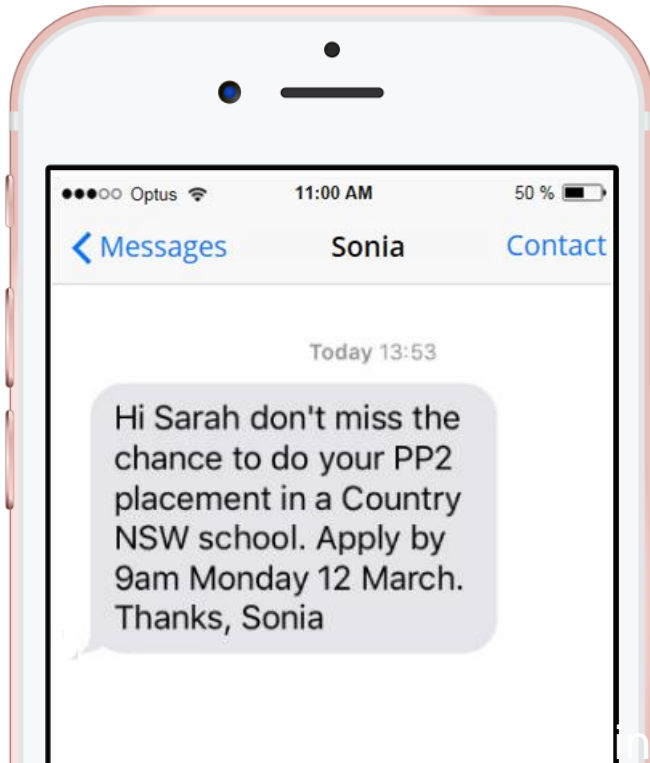 Optus 11:00 AM 50 %
Messages Sonia Contact
Today 13:53
Hi Sarah don't miss the
chance to do your PP2
placement in a Country
NSW school. Apply by
9am Monday 12 March.
Thanks, Sonia
in